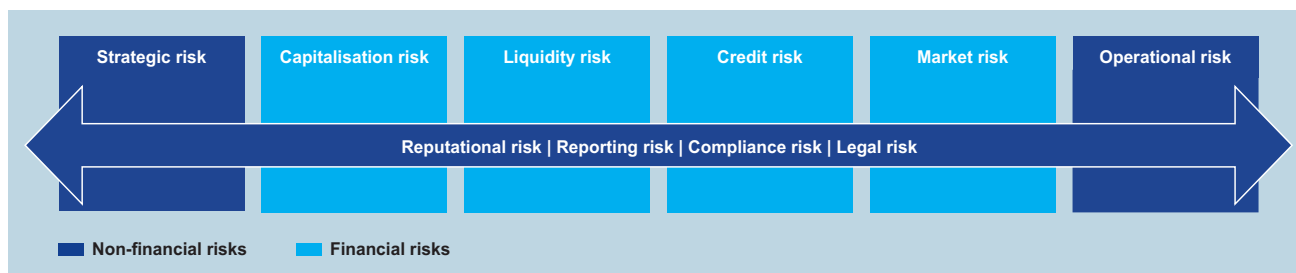 Strategic risk
Capitalisation risk
Liquidity risk
Credit risk
Market risk
Operational risk
Reputational risk | Reporting risk | Compliance risk | Legal risk
Non-financial risks
Financial risks